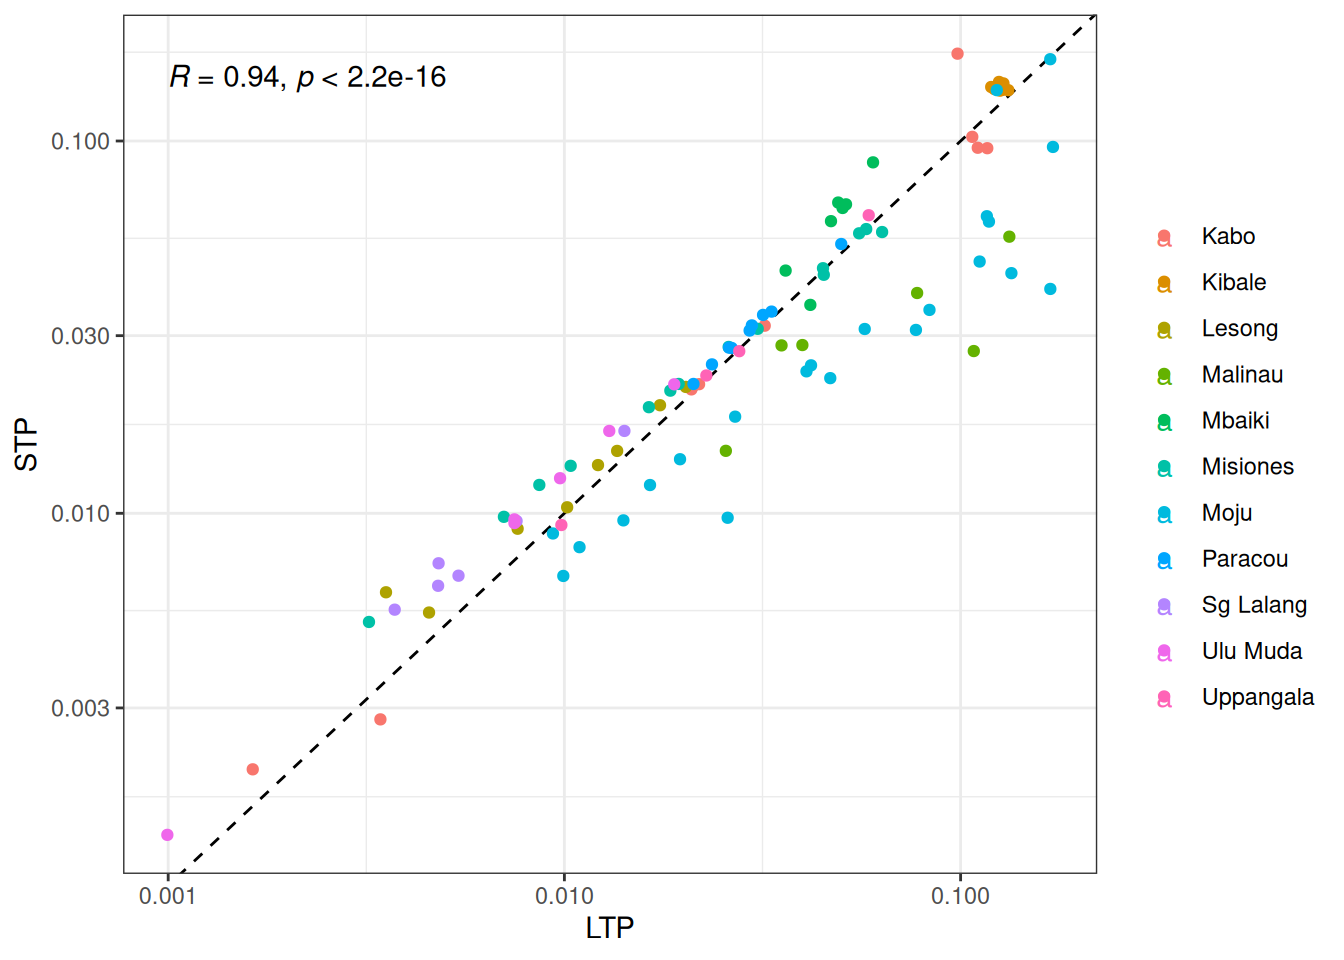 R = 0.94, p < 2.2e-16
0.100
0.030
0.010
0.003
STP
0.001
0.010
0.100
LTP
a Kabo
a Kibale
a Lesong
a Malinau
a Mbaiki
a Misiones
a Moju
a Paracou
a Sg Lalang
a Ulu Muda
a Uppangala